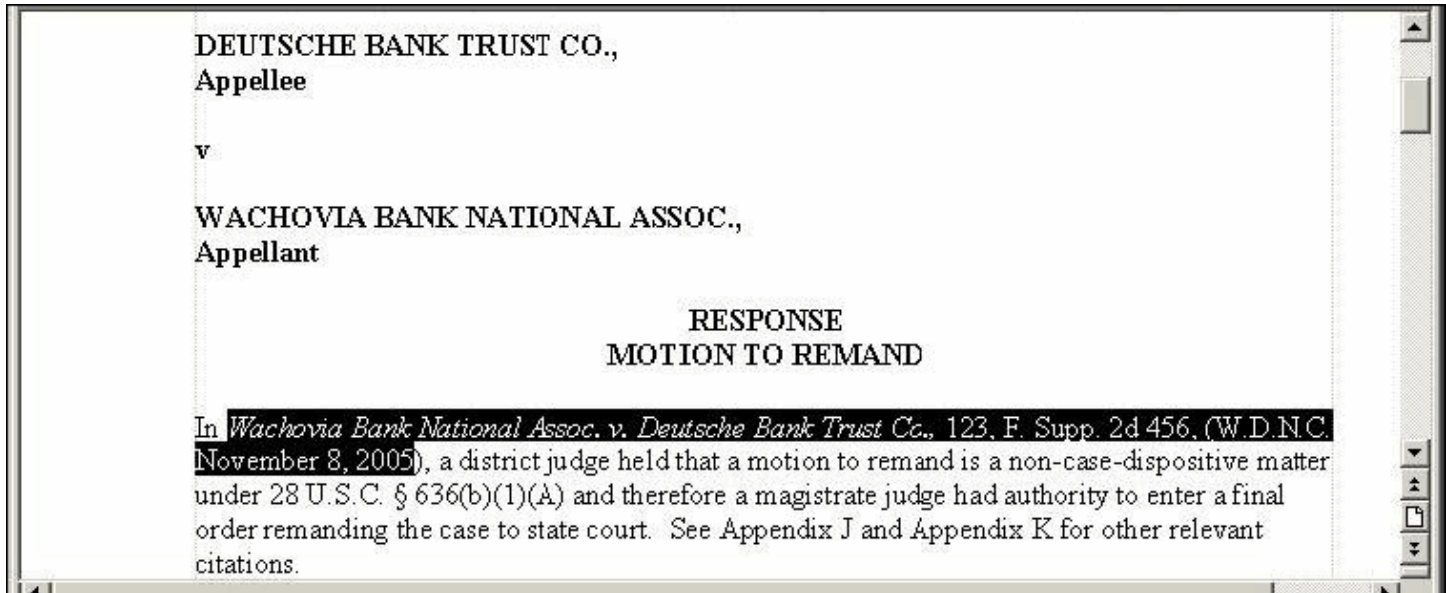 DEUTSCHE BANK TRUST CO.,
Appellee
v
WACHOVIA BANK NATIONAL ASSOC.,
Appellant
RESPONSE
MOTION TO REMAND
In Wachovia Bank National Assoc. v. Deutsche Bank Trust Co., 123, F. Supp. 2d 456, (W.D.N.C.
November 8, 2005), a district judge held that a motion to remand is a non-case-dispositive matter
under 28 U.S.C. § 636(b)(1)(A) and therefore a magistrate judge had authority to enter a final
order remanding the case to state court.  See Appendix J and Appendix K for other relevant
citations.